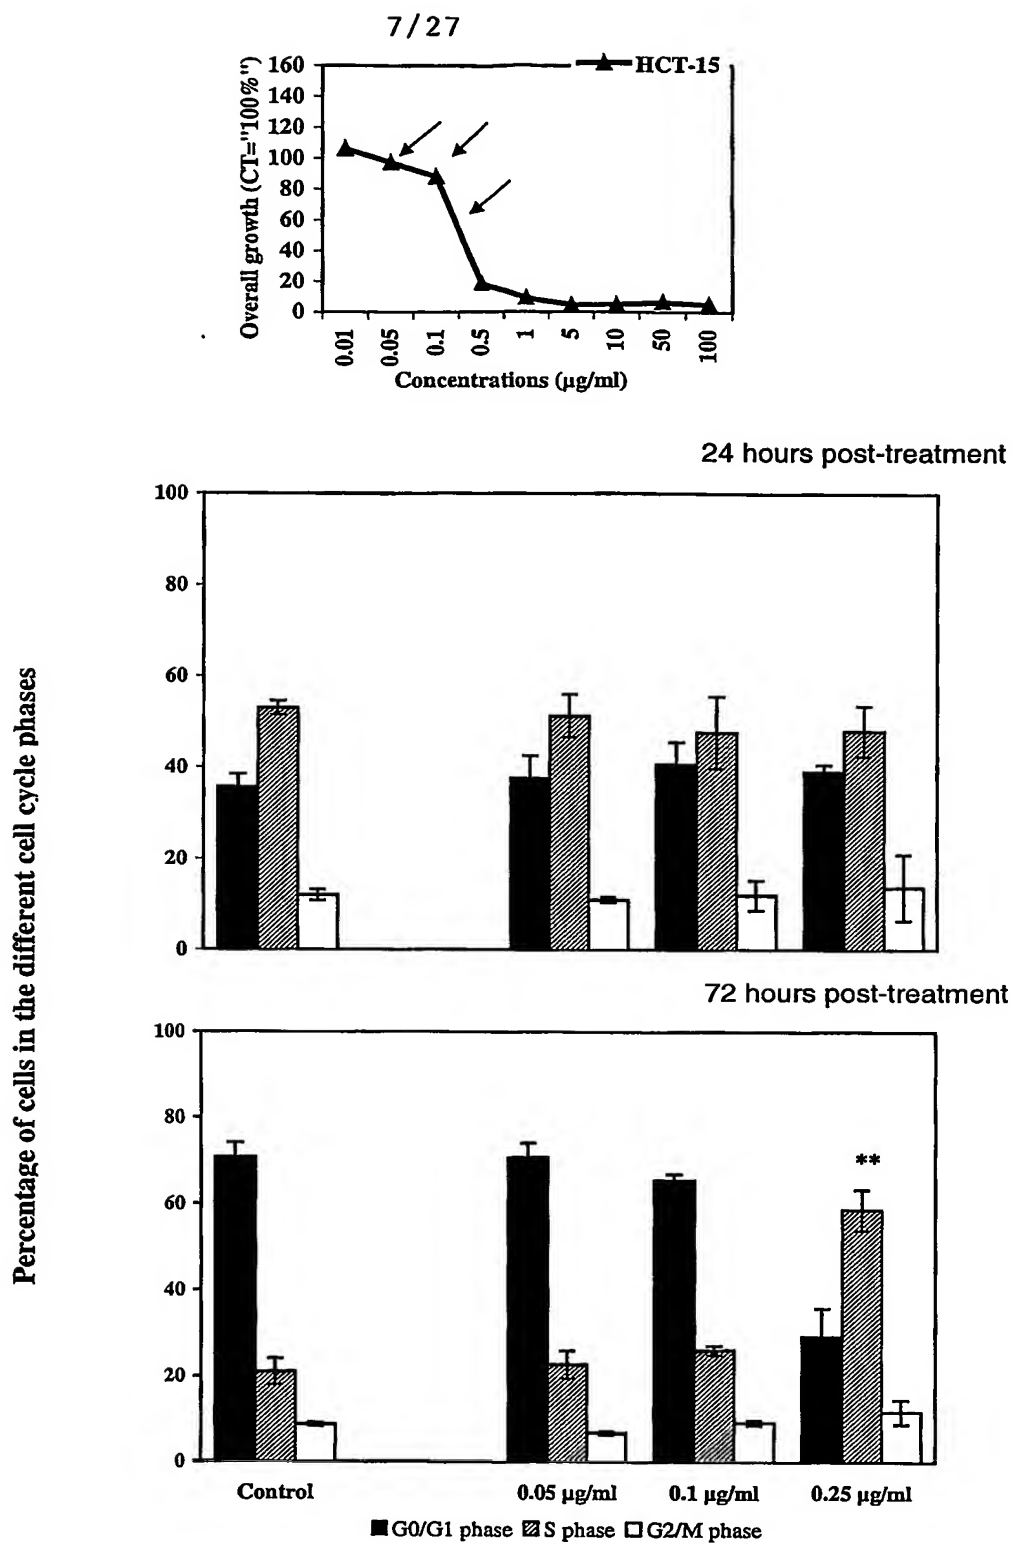 7/27
HCT-15
Overall growth (CT="100%")
160
140
120
100
80
60
40
20
0
0.01 0.05 0.1 0.5 1 5 10 50 100
Concentrations (µg/ml)
24 hours post-treatment
Percentage of cells in the different cell cycle phases
100
80
60
40
20
0
72 hours post-treatment
100
80
60
40
20
0
**
Control 0.05 µg/ml 0.1 µg/ml 0.25 µg/ml
G0/G1 phase S phase G2/M phase